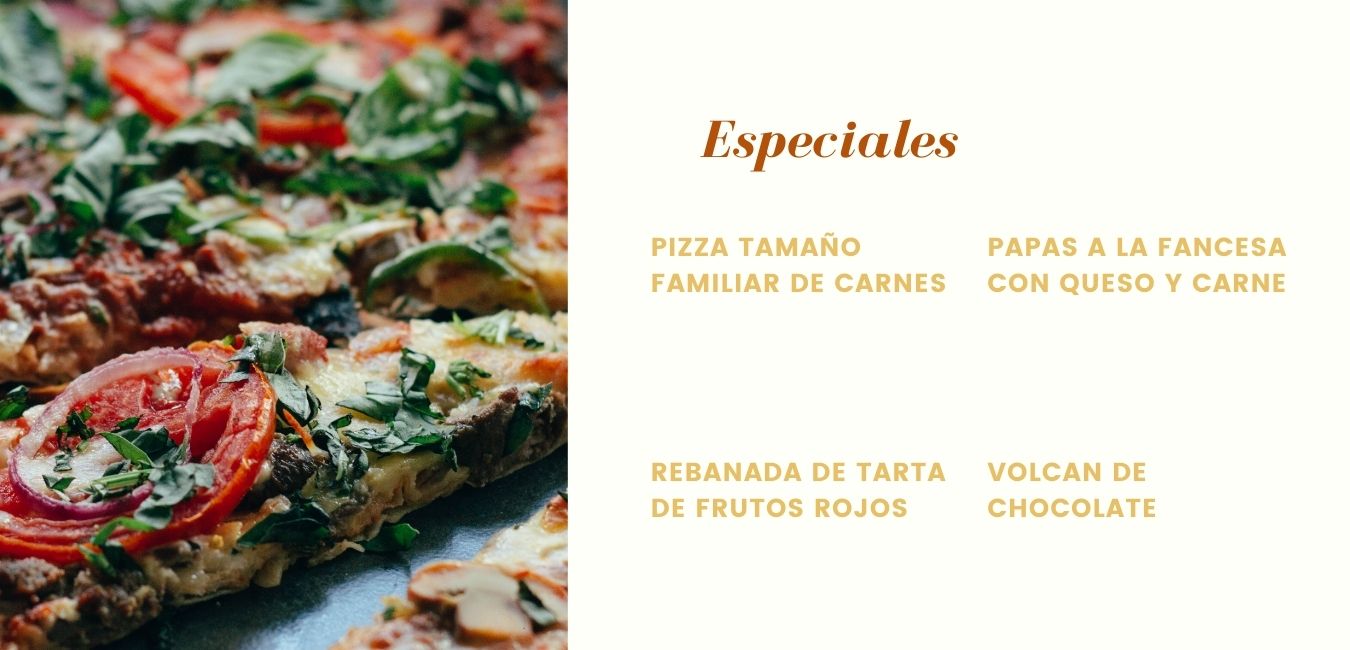 Especiales
PIZZA TAMAÑO
FAMILIAR DE CARNES
PAPAS A LA FANCESA
CON QUESO Y CARNE
REBANADA DE TARTA
DE FRUTOS ROJOS
VOLCAN DE
CHOCOLATE